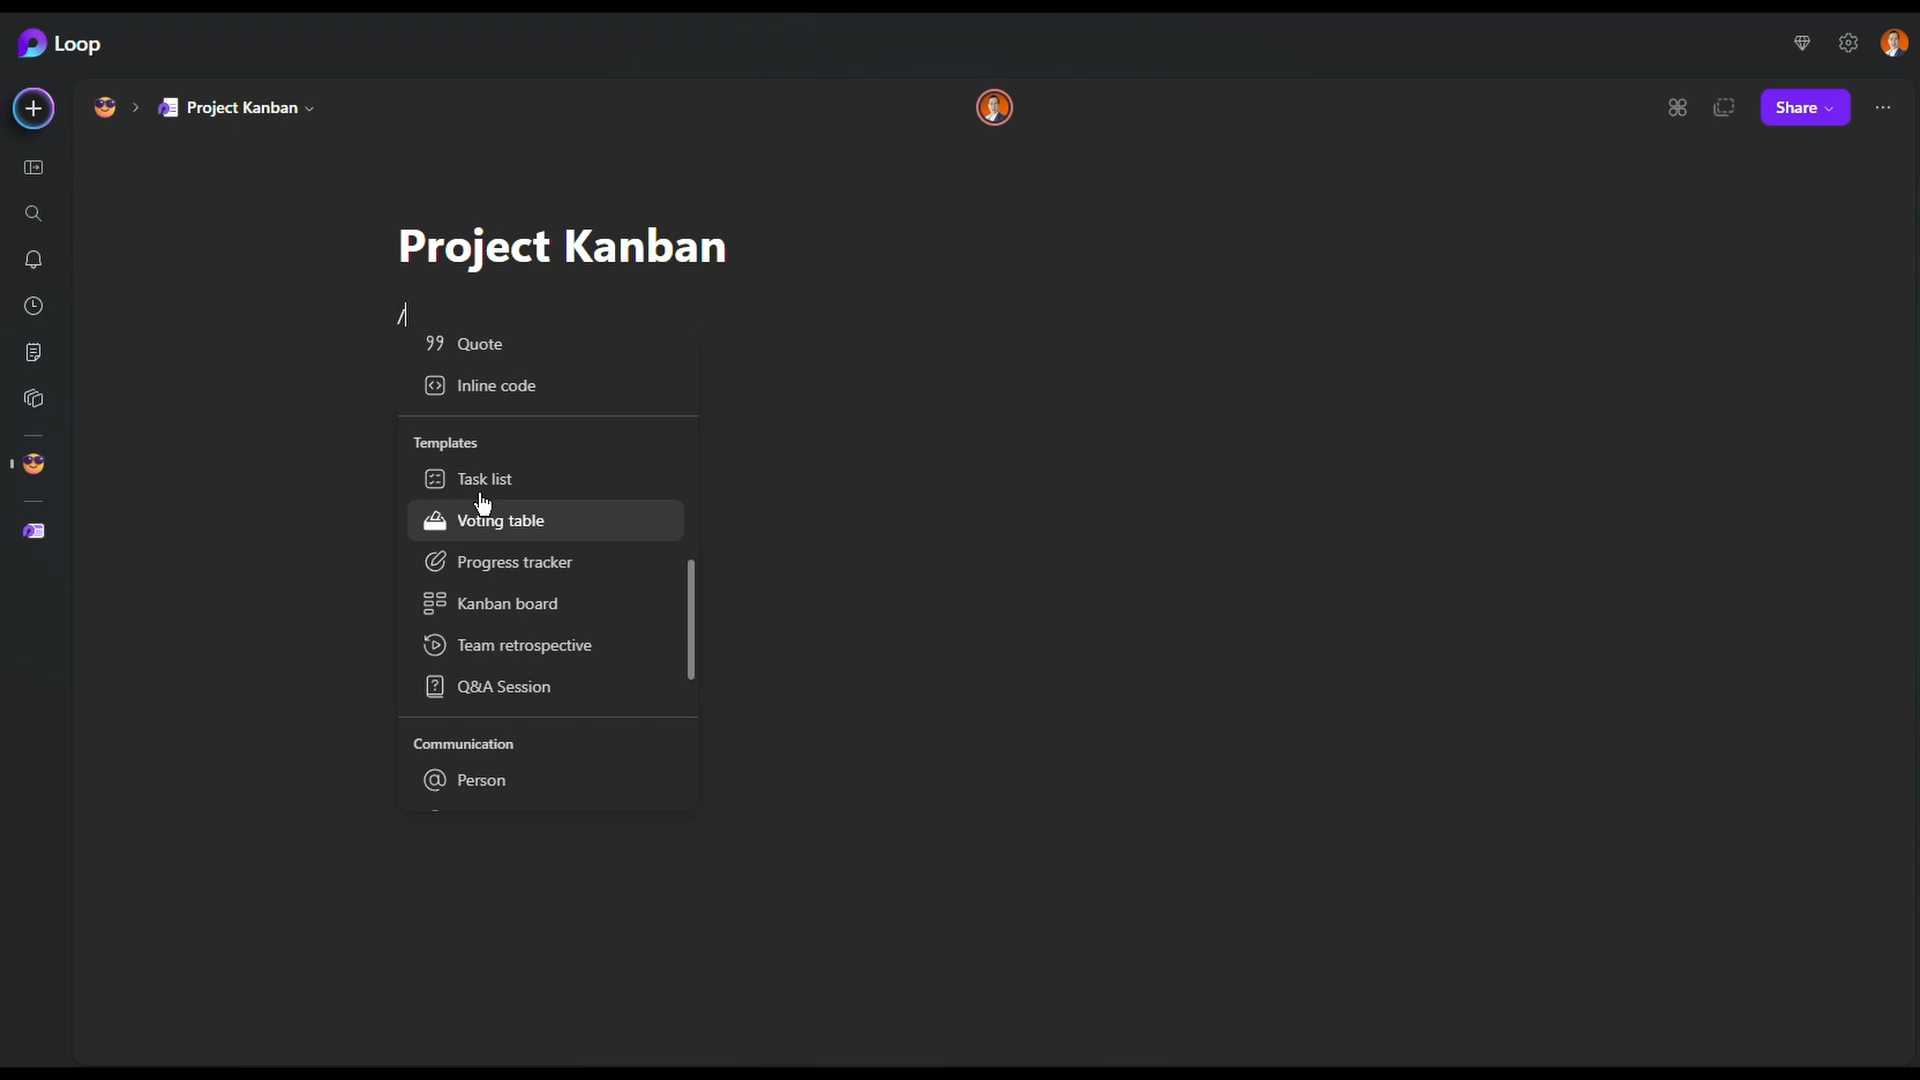 Loop
Project Kanban
Share
Project Kanban
/
Quote
Inline code
Templates
Task list
Voting table
Progress tracker
Kanban board
Team retrospective
Q&A Session
Communication
@ Person